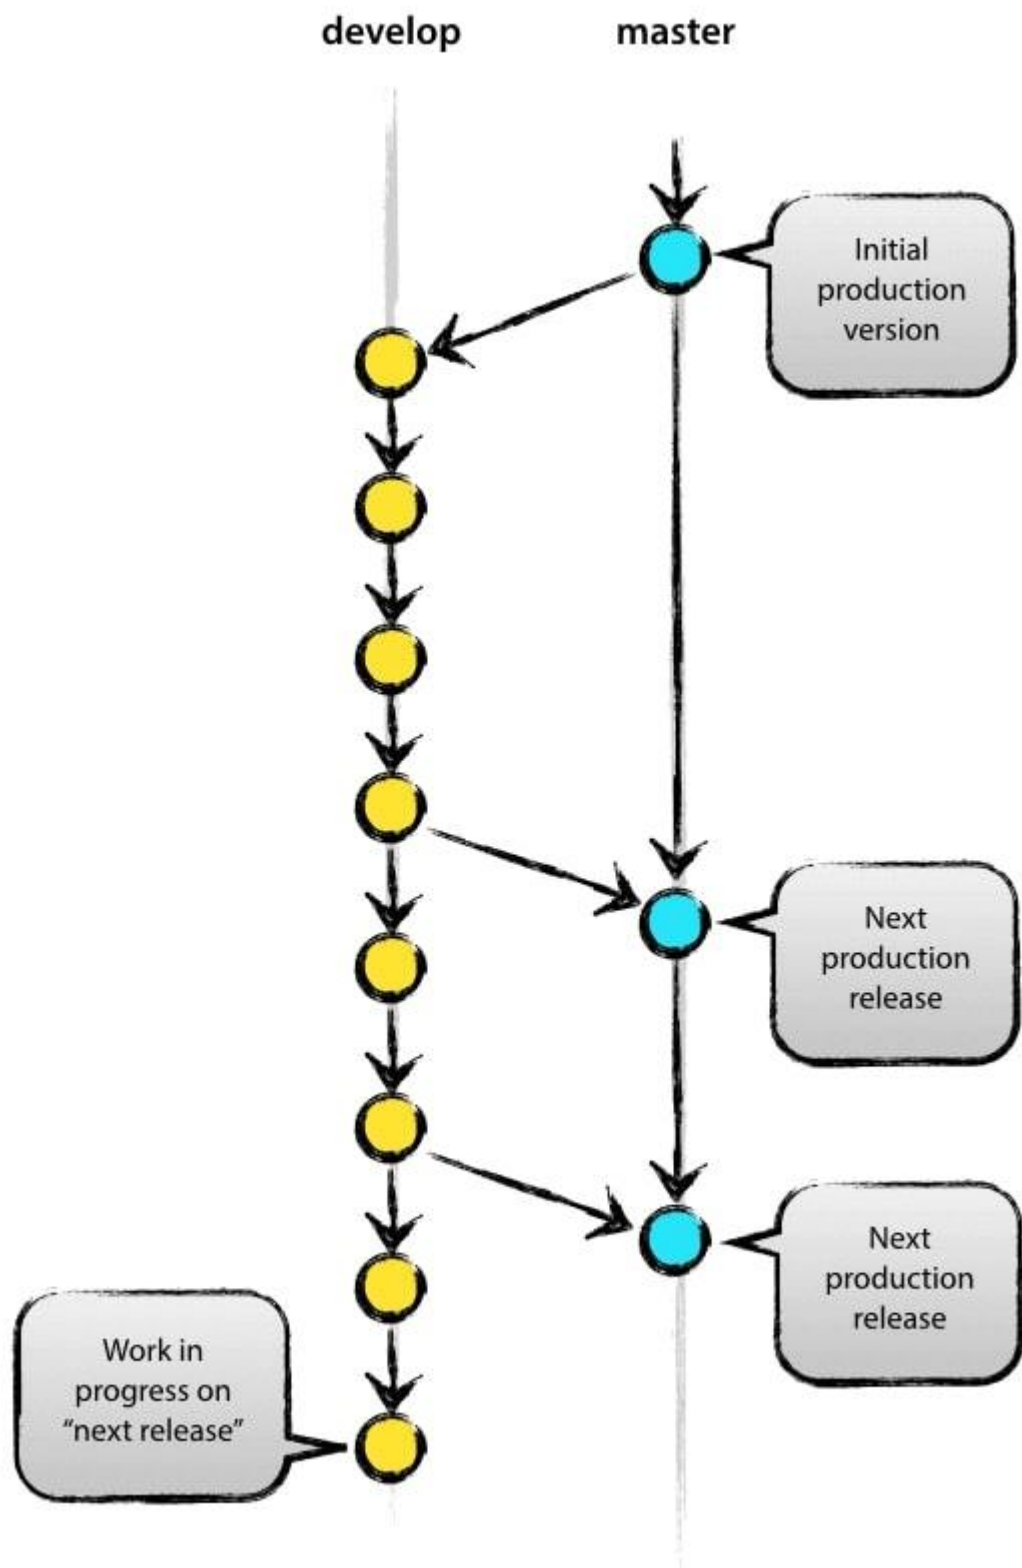 develop
master
Initial
production
version
Next
production
release
Next
production
release
Work in
progress on
“next release”